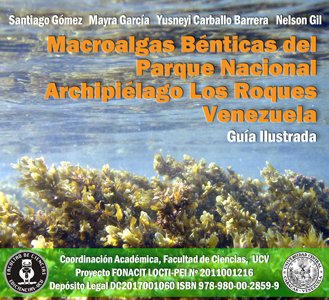 Santiago Gómez Mayra García Yusneyi Carballo Barrera Nelson Gil
Macroalgas Bénticas del
Parque Nacional
Archipiélago Los Roques
Venezuela
Guía Ilustrada
Coordinación Académica, Facultad de Ciencias, UCV
Proyecto FONACIT LOCTI-PEI Nº 2011001216
Depósito Legal DC2017001060 ISBN 978-980-00-2859-9